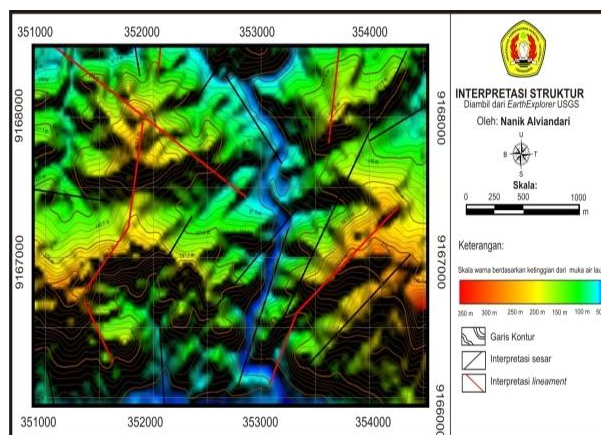 351000 352000 353000 354000
9168000
9167000
9168000
9167000
9166000
351000 352000 353000 354000
INTERPRETASI STRUKTUR
Diambil dari EarthExplorer USGS
Oleh: Nanik Alviandari
U
B T
S
Skala:
0 250 500 1000
m
Keterangan:
Skala warna berdasarkan ketinggian dari muka air lau
350 m 300 m 250 m 200 m 150 m 100 m 50
Garis Kontur
Interpretasi sesar
Interpretasi lineament